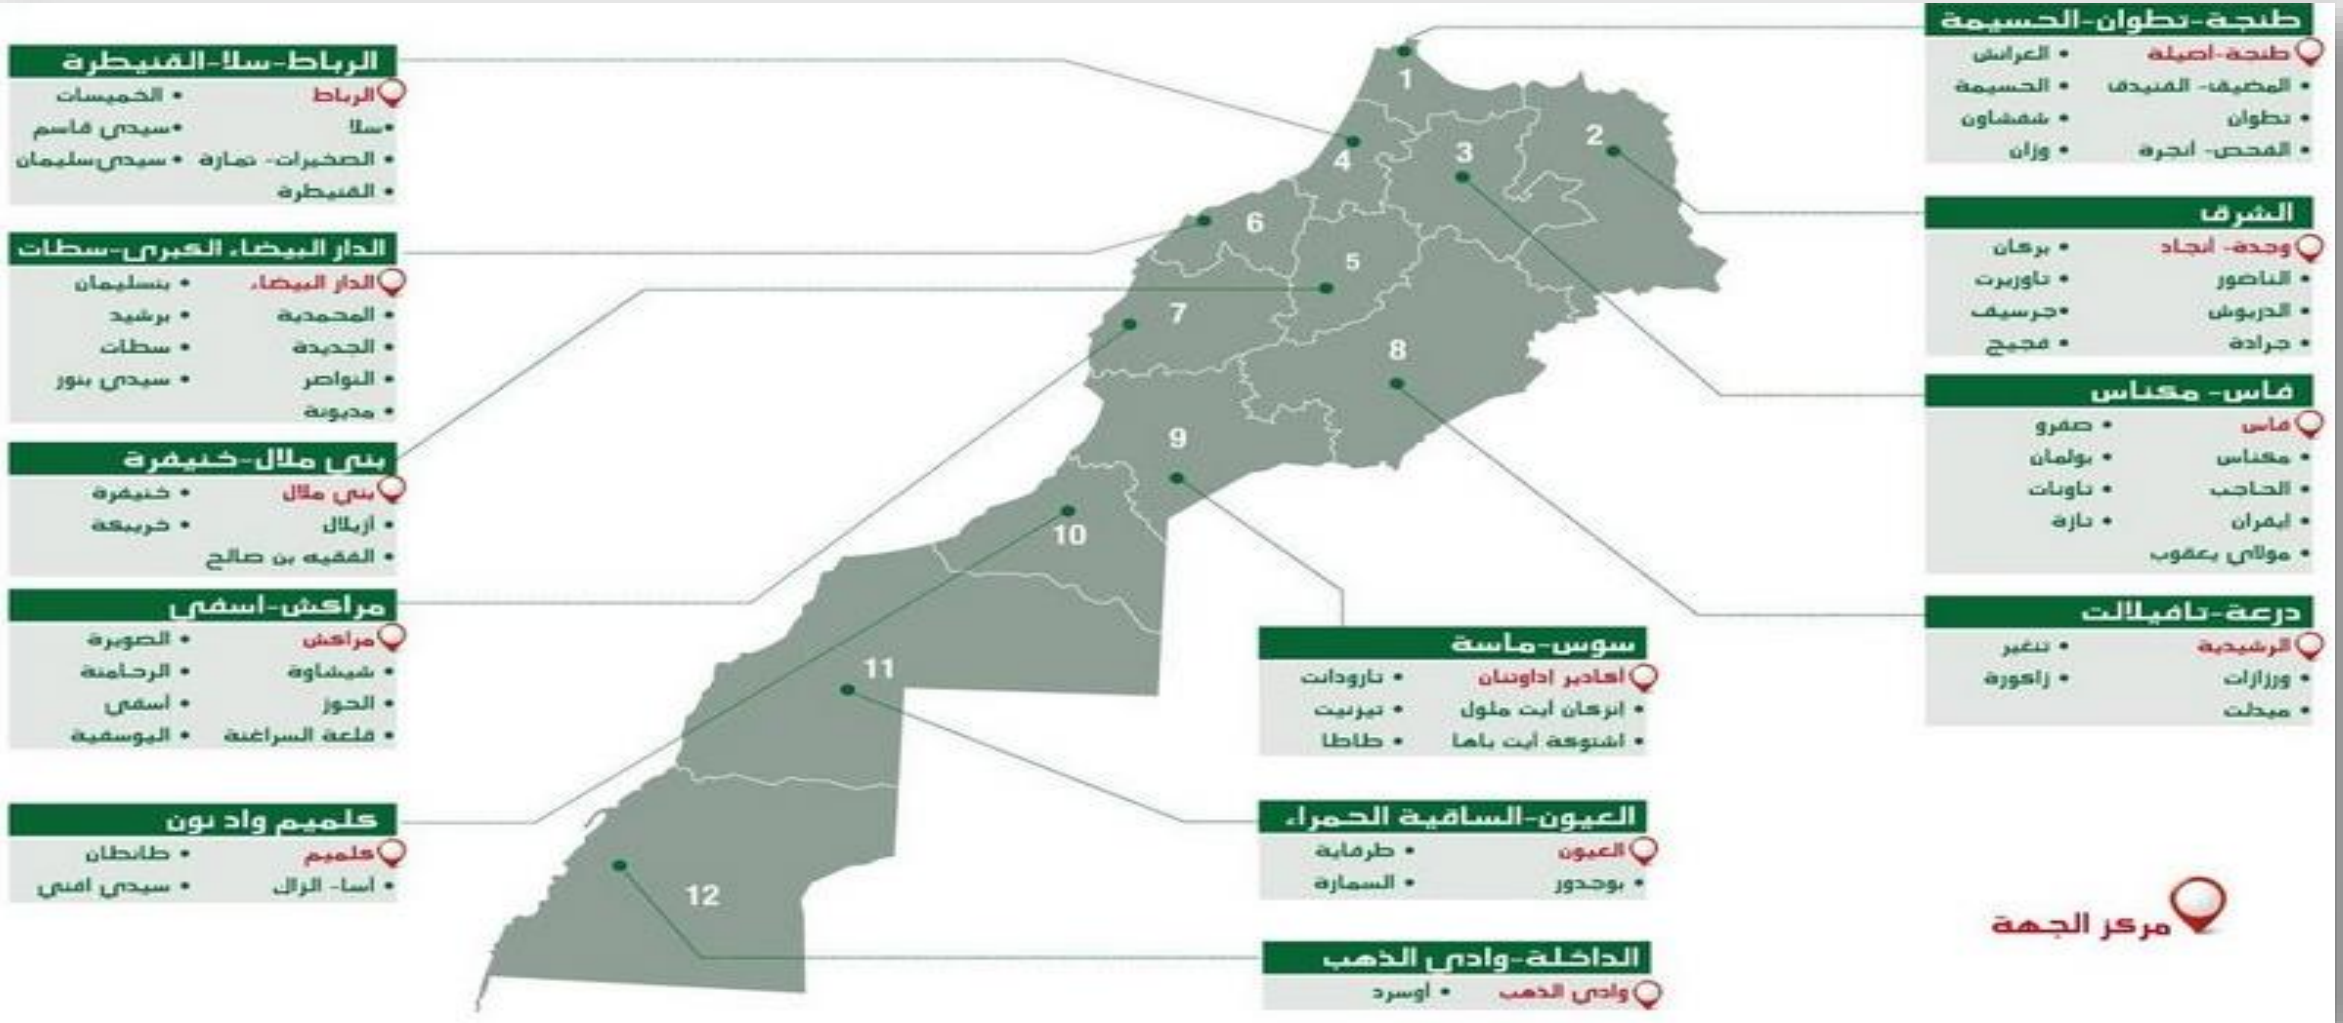 طنجة-تطوان-الحسيمة
طنجة-أصيلة • العرائش
• المضيق- الفنيدق • الحسيمة
• تطوان • شفشاون
• الفحص- أنجرة • وزان
الشرق
وجدة- أنجاد • بركان
• الناضور • تاوريرت
• الدريوش • جرسيف
• جرادة • فجيج
فاس- مكناس
فاس • صفرو
• مكناس • بولمان
• الحاجب • تاونات
• ايفران • تازة
• مولاي يعقوب
درعة-تافيلالت
الرشيدية • تنغير
• ورزازات • زاكورة
• ميدلت
مركز الجهة
سوس-ماسة
أكادير إداوتنان • تارودانت
• انزكان أيت ملول • تيزنيت
• اشتوكة أيت باها • طاطا
العيون-الساقية الحمراء
العيون • طرفاية
• بوجدور • السمارة
الداخلة-وادي الذهب
وادي الذهب • أوسرد
الرباط-سلا-القنيطرة
الرباط • الخميسات
• سلا • سيدي قاسم
• الصخيرات- تمارة • سيدي سليمان
• القنيطرة
الدار البيضاء الكبرى-سطات
الدار البيضاء • بنسليمان
• المحمدية • برشيد
• الجديدة • سطات
• النواصر • سيدي بنور
• مديونة
بني ملال-خنيفرة
بني ملال • خنيفرة
• أزيلال • خريبكة
• الفقيه بن صالح
مراكش-اسفي
مراكش • الصويرة
• شيشاوة • الرحامنة
• الحوز • أسفي
• قلعة السراغنة • اليوسفية
كلميم واد نون
كلميم • طانطان
• أسا- الزاك • سيدي افني
1
2
3
4
5
6
7
8
9
10
11
12